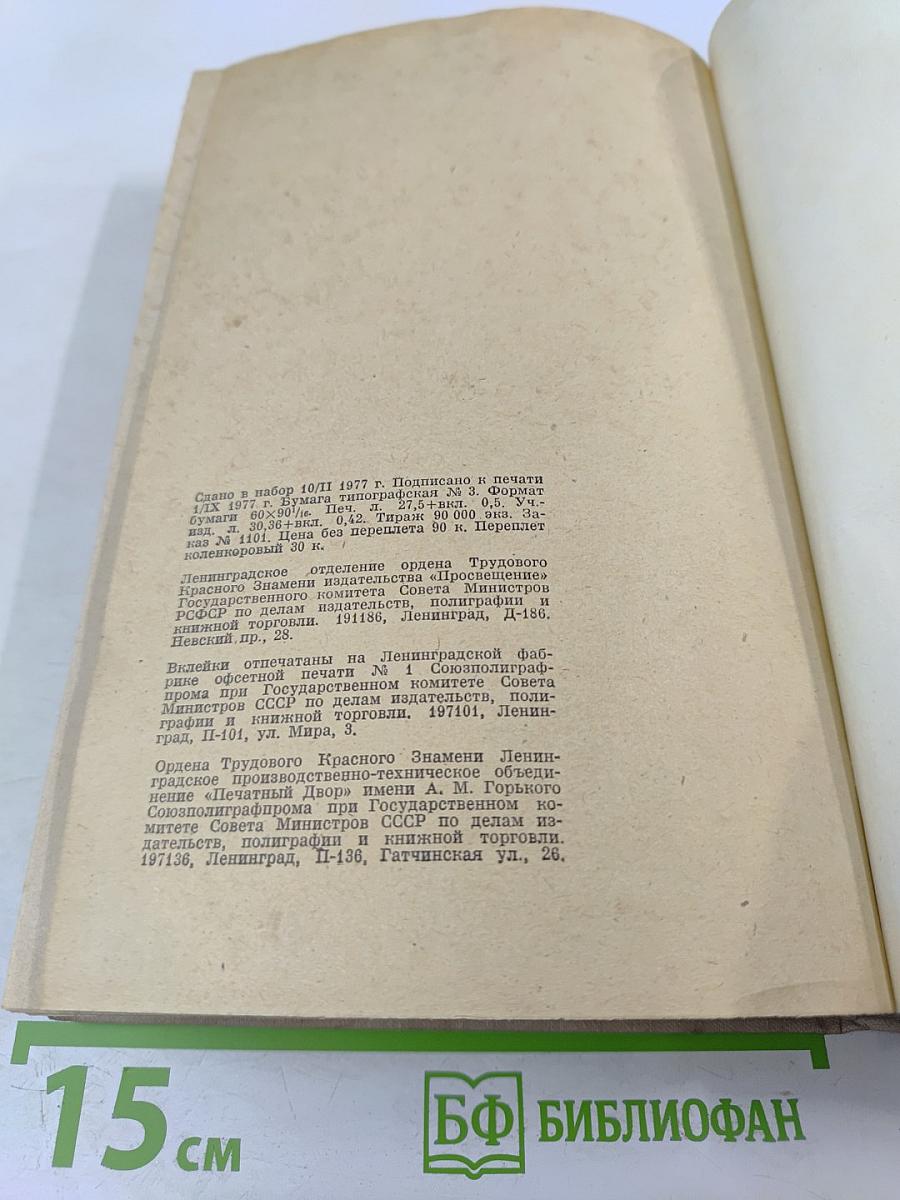 Сдано в набор 10/II 1977 г. Подписано к печати
1/IX 1977 г. Бумага типографская № 3. Формат
бумаги 60×90¹/₁₆. Печ. л. 27,5+вкл. 0,5. Уч.-
изд. л. 30,36+вкл. 0,42. Тираж 90 000 экз. За-
каз № 1101. Цена без переплета 90 к. Переплет
коленкоровый 30 к.
Ленинградское отделение ордена Трудового
Красного Знамени издательства «Просвещение»
Государственного комитета Совета Министров
РСФСР по делам издательств, полиграфии и
книжной торговли. 191186, Ленинград, Д-186.
Невский пр., 28.
Вклейки отпечатаны на Ленинградской фаб-
рике офсетной печати № 1 Союзполиграф-
прома при Государственном комитете Совета
Министров СССР по делам издательств, поли-
графии и книжной торговли. 197101, Ленин-
град, П-101, ул. Мира, 3.
Ордена Трудового Красного Знамени Ленин-
градское производственно-техническое объеди-
нение «Печатный Двор» имени А. М. Горького
Союзполиграфпрома при Государственном ко-
митете Совета Министров СССР по делам из-
дательств, полиграфии и книжной торговли.
197136, Ленинград, П-136, Гатчинская ул., 26.
15 см
БФ БИБЛИОФАН